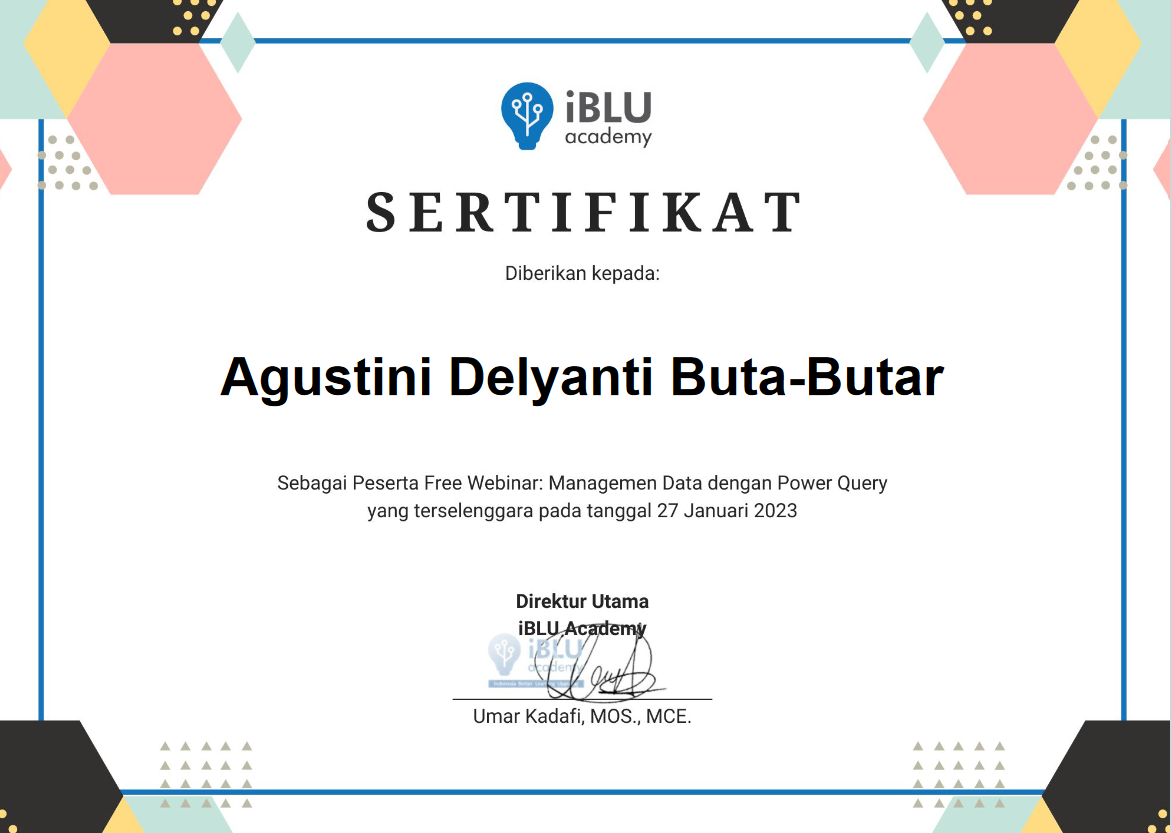 iBLU
academy
SERTIFIKAT
Diberikan kepada:
Agustini Delyanti Buta-Butar
Sebagai Peserta Free Webinar: Managemen Data dengan Power Query
yang terselenggara pada tanggal 27 Januari 2023
Direktur Utama
iBLU Academy
iBLU
academy
Umar Kadafi, MOS., MCE.